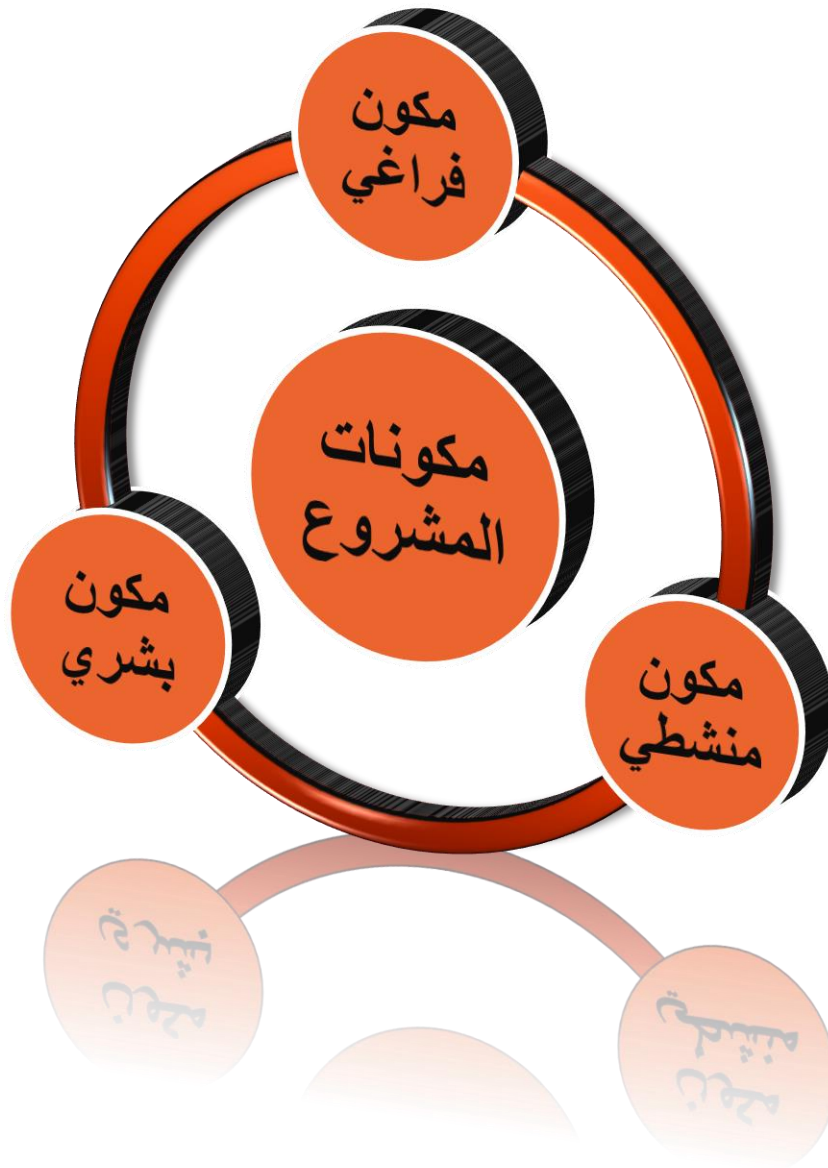 مكون
فراغي
مكونات
المشروع
مكون
منشطي
مكون
بشري